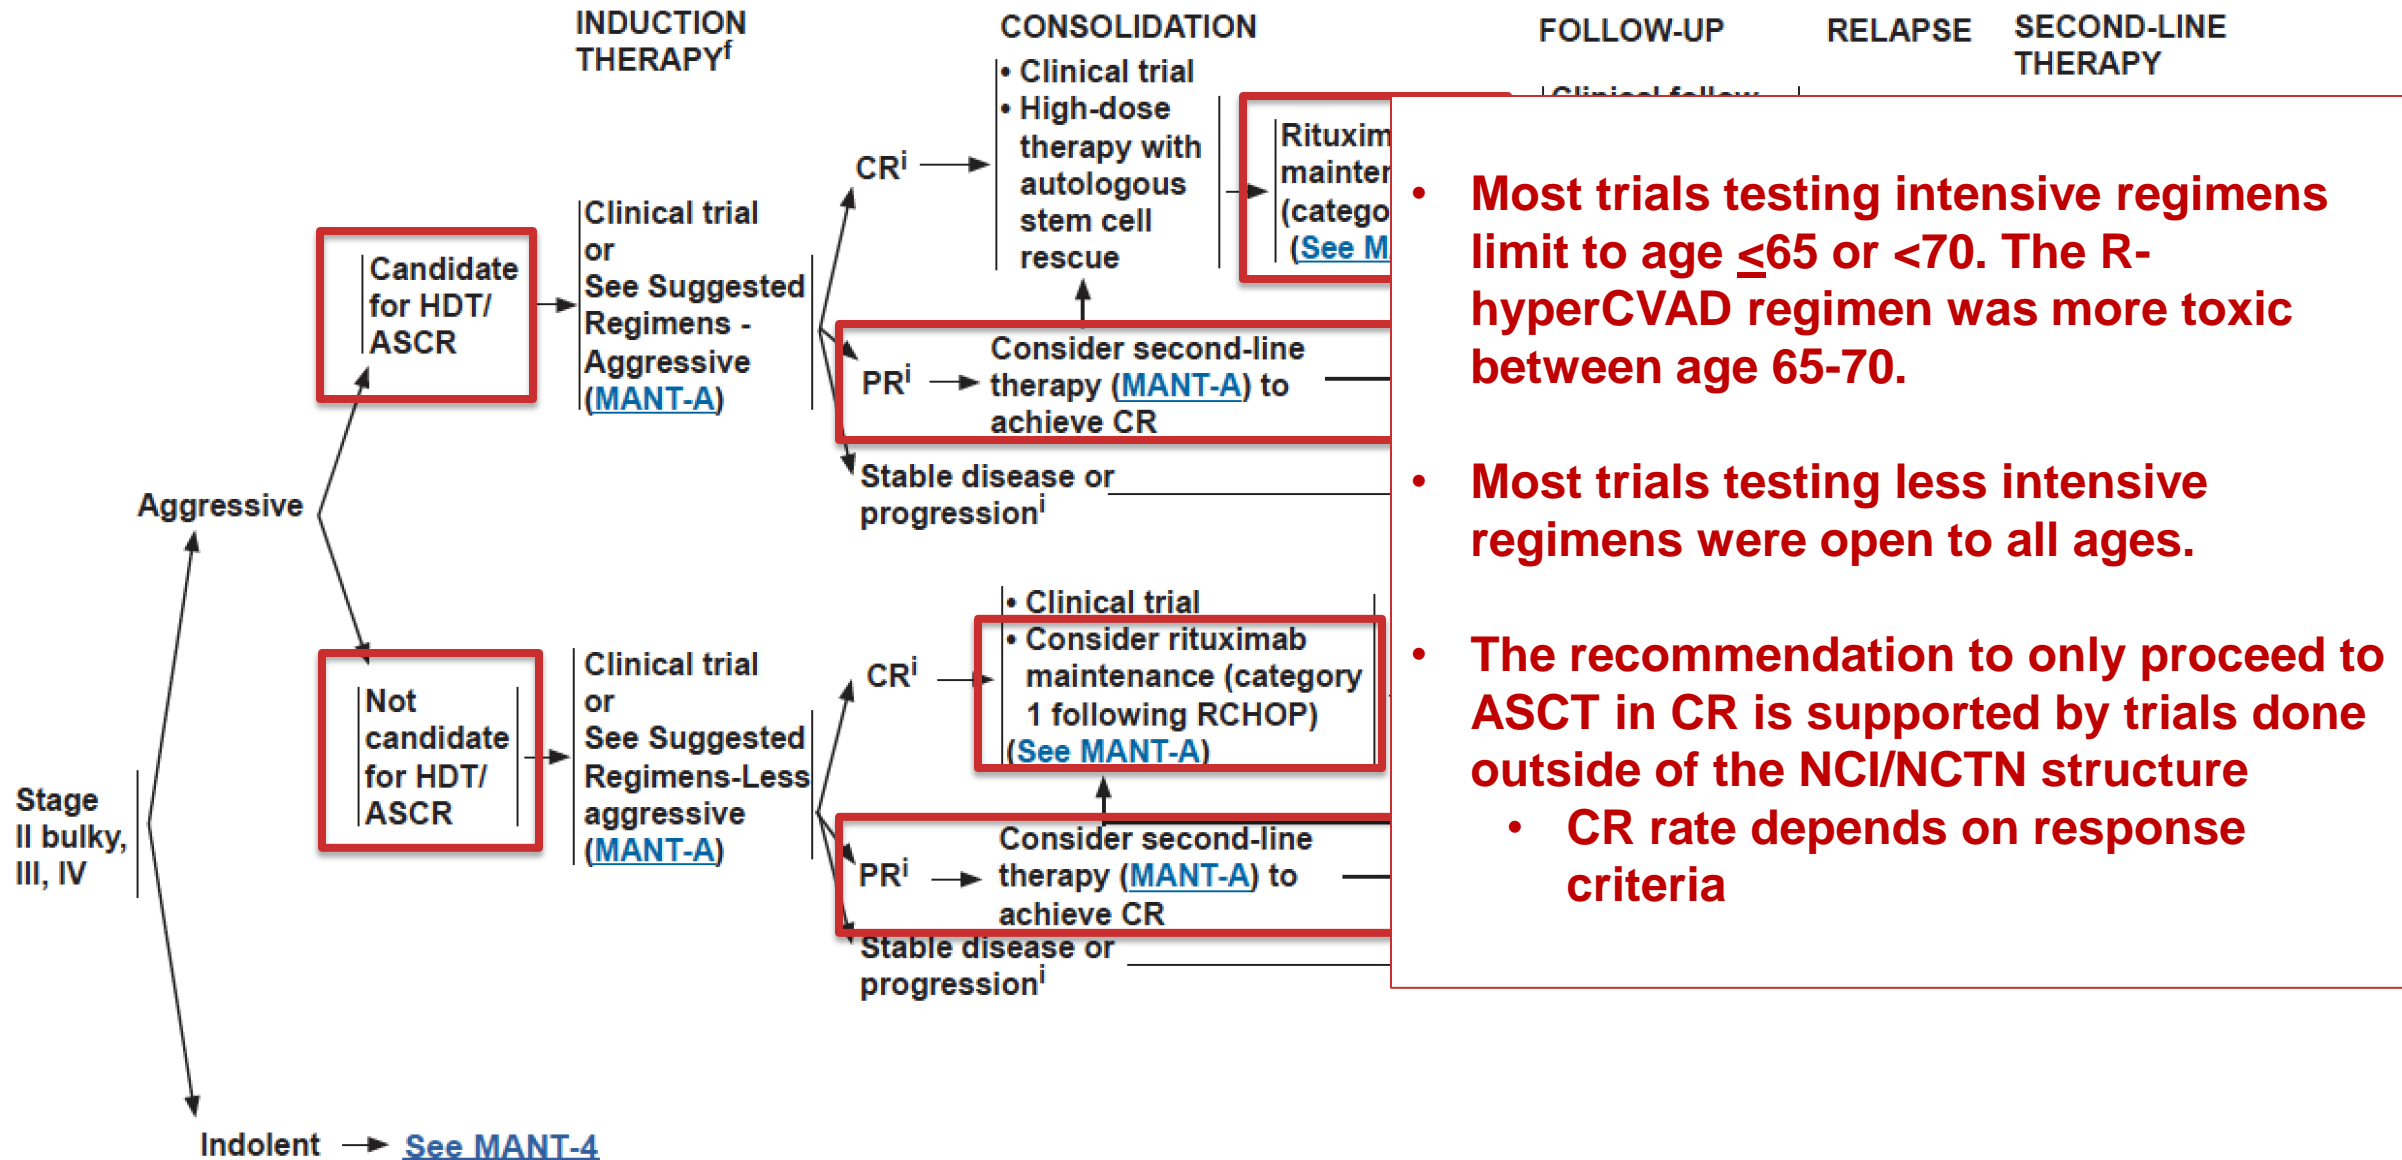 INDUCTION
THERAPYf
CONSOLIDATION
FOLLOW-UP
RELAPSE
SECOND-LINE
THERAPY
• Clinical trial
• High-dose
therapy with
autologous
stem cell
rescue
CRi
Clinical trial
or
See Suggested
Regimens -
Aggressive
(MANT-A)
Candidate
for HDT/
ASCR
PRi
Consider second-line
therapy (MANT-A) to
achieve CR
Stable disease or
progressioni
Aggressive
Not
candidate
for HDT/
ASCR
Clinical trial
or
See Suggested
Regimens-Less
aggressive
(MANT-A)
CRi
• Clinical trial
• Consider rituximab
maintenance (category
1 following RCHOP)
(See MANT-A)
PRi
Consider second-line
therapy (MANT-A) to
achieve CR
Stable disease or
progressioni
Stage
II bulky,
III, IV
Indolent
See MANT-4
• Most trials testing intensive regimens
limit to age <65 or <70. The R-
hyperCVAD regimen was more toxic
between age 65-70.
• Most trials testing less intensive
regimens were open to all ages.
• The recommendation to only proceed to
ASCT in CR is supported by trials done
outside of the NCI/NCTN structure
• CR rate depends on response
criteria